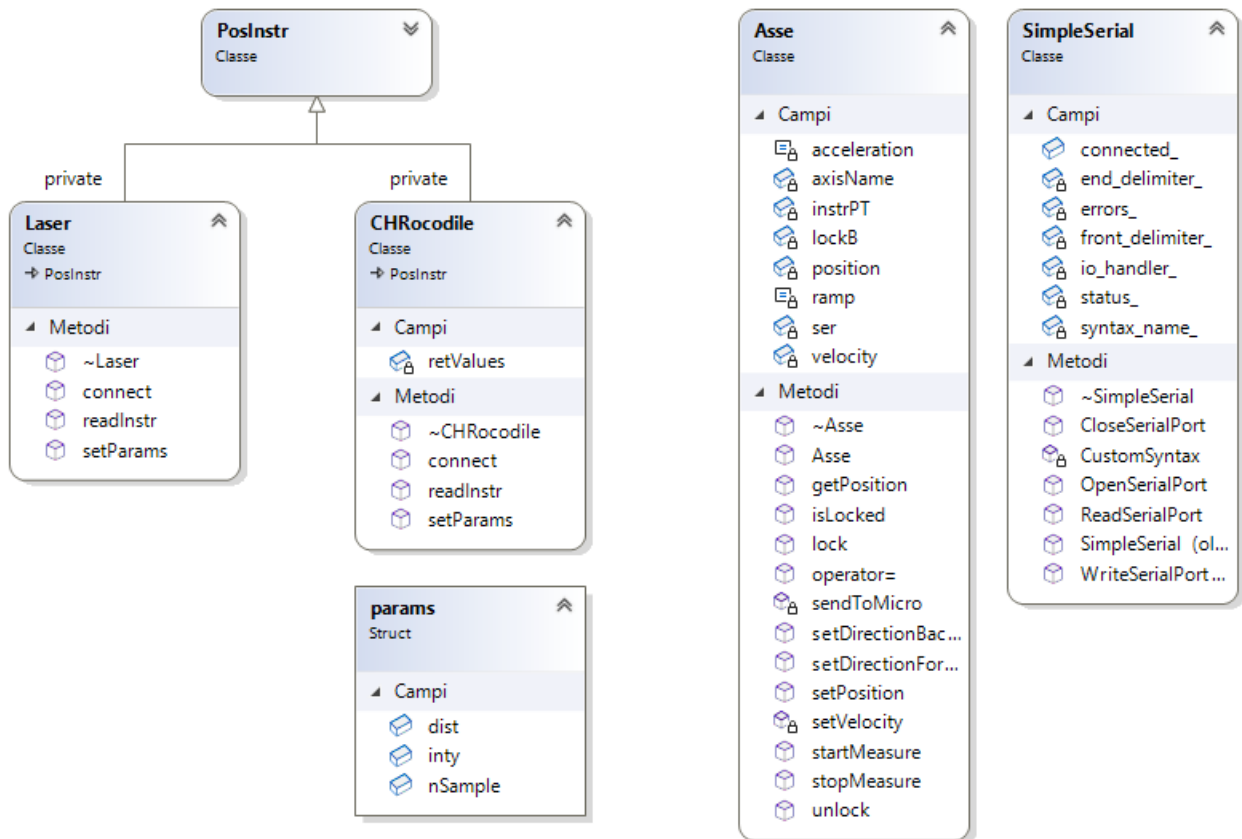 PosInstr
Classe
private
private
Laser
Classe
PosInstr
Metodi
~Laser
connect
readInstr
setParams
CHRocodile
Classe
PosInstr
Campi
retValues
Metodi
~CHRocodile
connect
readInstr
setParams
params
Struct
Campi
dist
inty
nSample
Asse
Classe
Campi
acceleration
axisName
instrPT
lockB
position
ramp
ser
velocity
Metodi
~Asse
Asse
getPosition
isLocked
lock
operator=
sendToMicro
setDirectionBac...
setDirectionFor...
setPosition
setVelocity
startMeasure
stopMeasure
unlock
SimpleSerial
Classe
Campi
connected_
end_delimiter_
errors_
front_delimiter_
io_handler_
status_
syntax_name_
Metodi
~SimpleSerial
CloseSerialPort
CustomSyntax
OpenSerialPort
ReadSerialPort
SimpleSerial (ol...
WriteSerialPort...